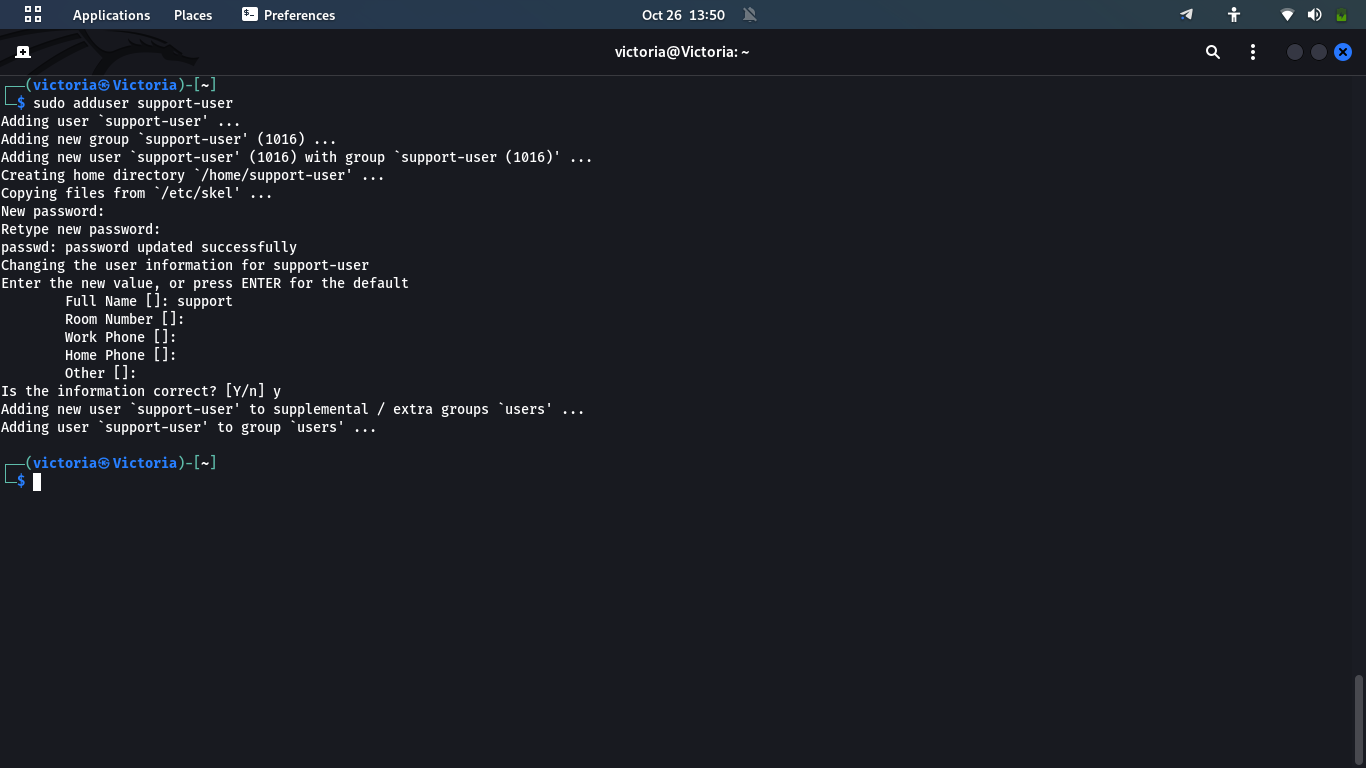 Applications Places Preferences Oct 26 13:50
victoria@Victoria: ~
┌──(victoria㉿Victoria)-[~]
└─$ sudo adduser support-user
Adding user `support-user' ...
Adding new group `support-user' (1016) ...
Adding new user `support-user' (1016) with group `support-user (1016)' ...
Creating home directory `/home/support-user' ...
Copying files from `/etc/skel' ...
New password:
Retype new password:
passwd: password updated successfully
Changing the user information for support-user
Enter the new value, or press ENTER for the default
        Full Name []: support
        Room Number []:
        Work Phone []:
        Home Phone []:
        Other []:
Is the information correct? [Y/n] y
Adding new user `support-user' to supplemental / extra groups `users' ...
Adding user `support-user' to group `users' ...
┌──(victoria㉿Victoria)-[~]
└─$